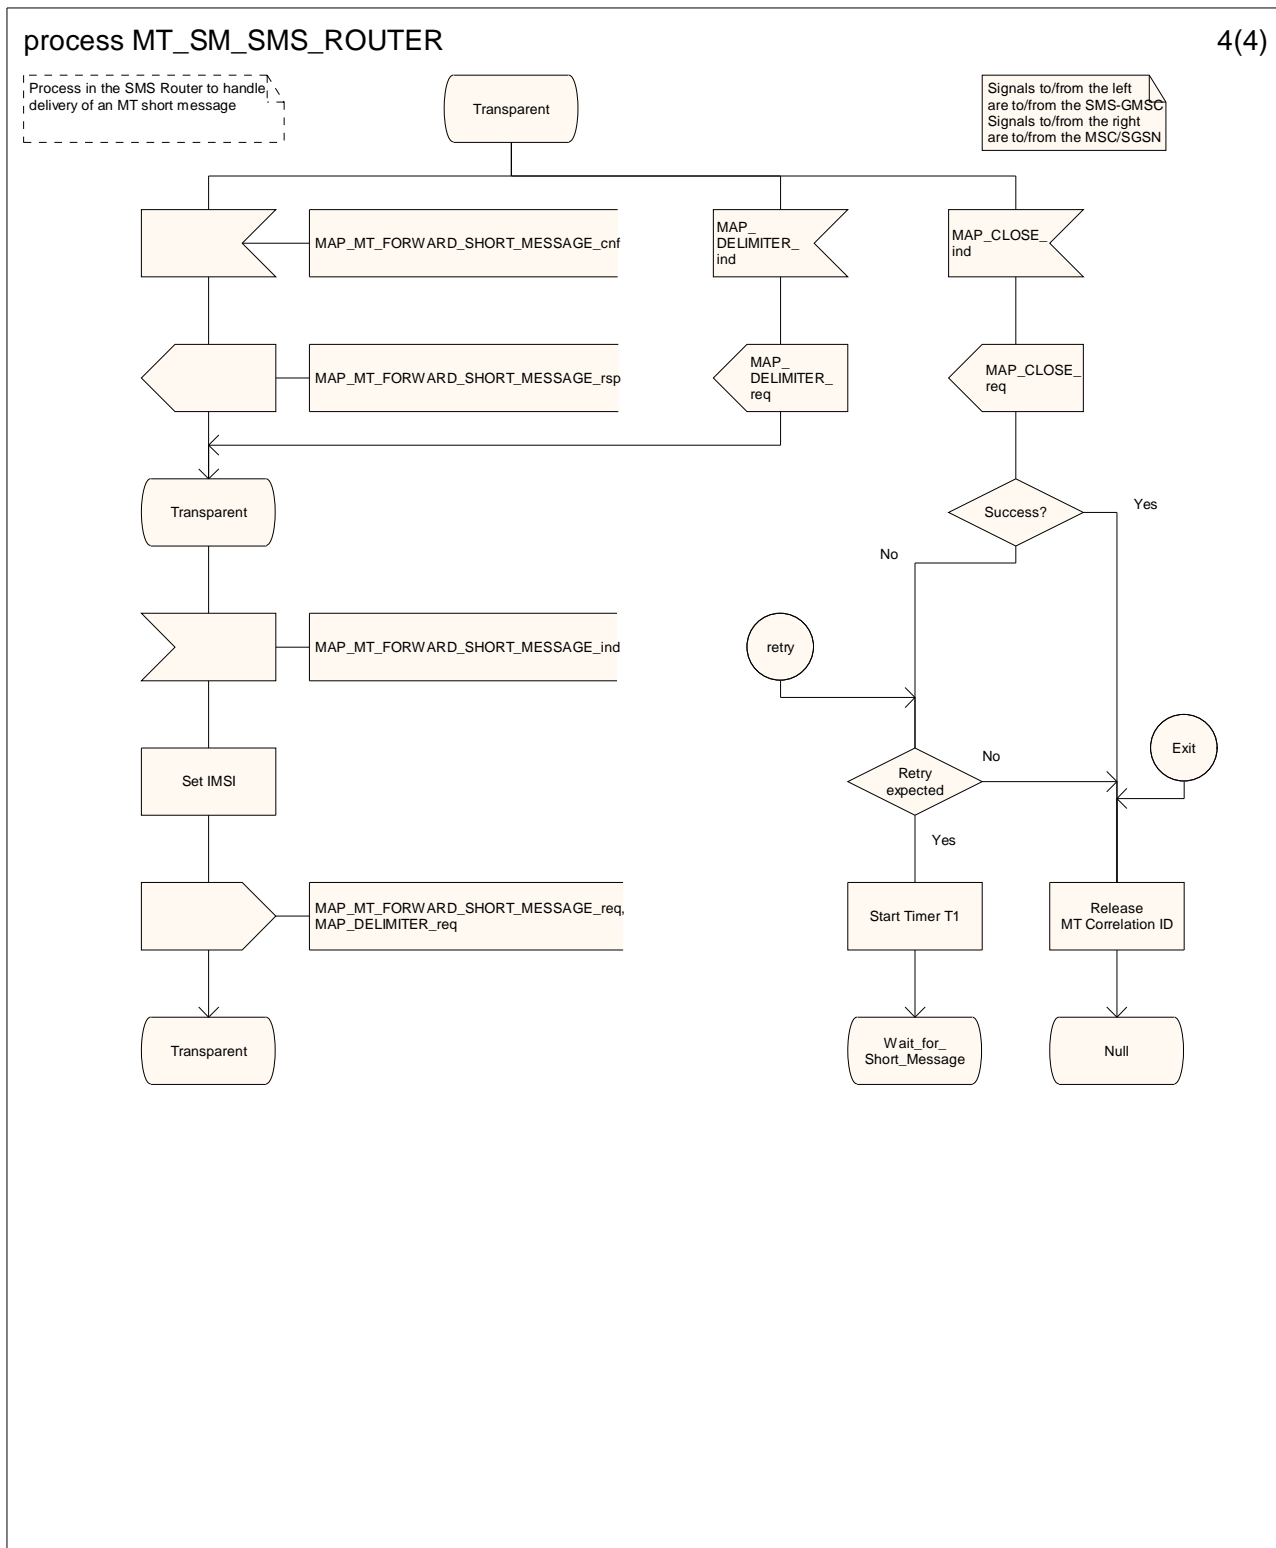 process MT_SM_SMS_ROUTER
4(4)
Process in the SMS Router to handle
delivery of an MT short message
Transparent
Signals to/from the left
are to/from the SMS-GMSC
Signals to/from the right
are to/from the MSC/SGSN
MAP_MT_FORWARD_SHORT_MESSAGE_cnf
MAP_
DELIMITER_
ind
MAP_CLOSE_
ind
MAP_MT_FORWARD_SHORT_MESSAGE_rsp
MAP_
DELIMITER_
req
MAP_CLOSE_
req
Transparent
Success?
Yes
No
MAP_MT_FORWARD_SHORT_MESSAGE_ind
retry
Set IMSI
Retry
expected
No
Exit
Yes
MAP_MT_FORWARD_SHORT_MESSAGE_req,
MAP_DELIMITER_req
Start Timer T1
Release
MT Correlation ID
Transparent
Wait_for_
Short_Message
Null